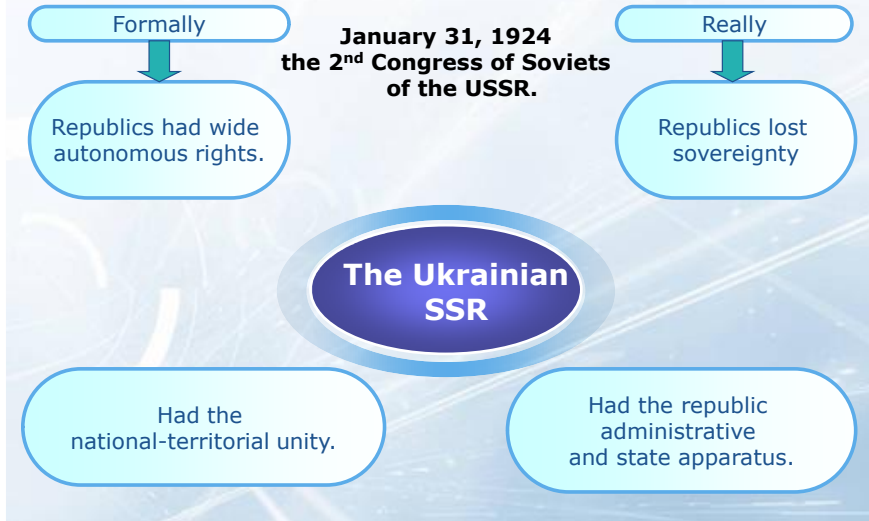 Formally
January 31, 1924
the 2nd Congress of Soviets
of the USSR.
Really
Republics had wide
autonomous rights.
Republics lost
sovereignty
The Ukrainian
SSR
Had the
national-territorial unity.
Had the republic
administrative
and state apparatus.